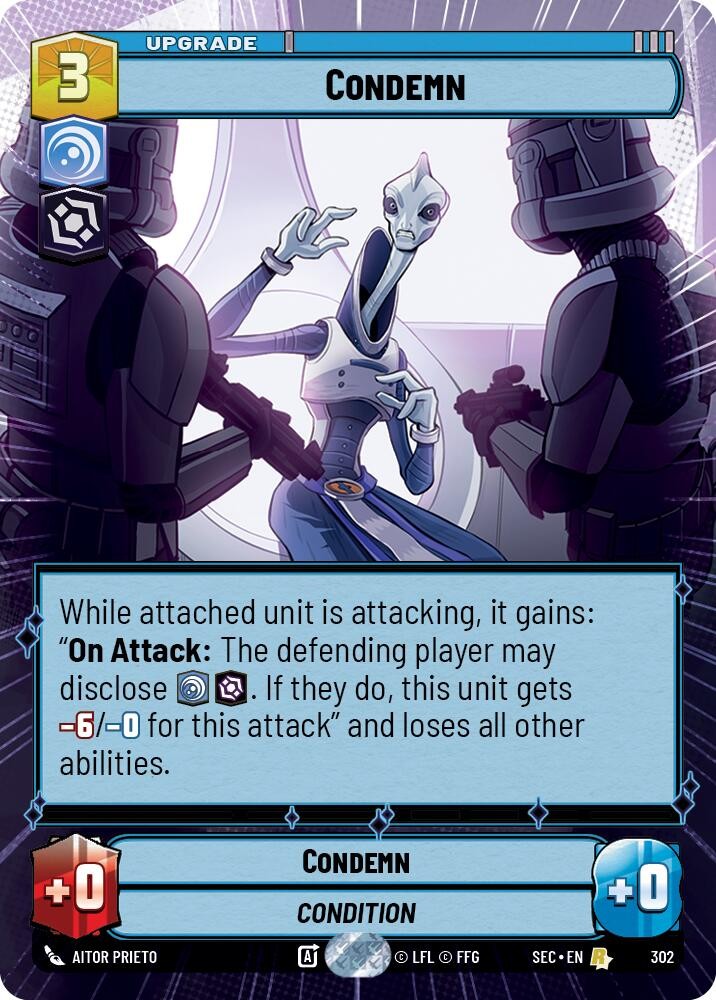 UPGRADE
3
CONDEMN
While attached unit is attacking, it gains:
“On Attack: The defending player may
disclose . If they do, this unit gets
-6/-0 for this attack” and loses all other
abilities.
+0
CONDEMN
+0
CONDITION
AITOR PRIETO
A
© LFL © FFG
SEC • EN
R
302